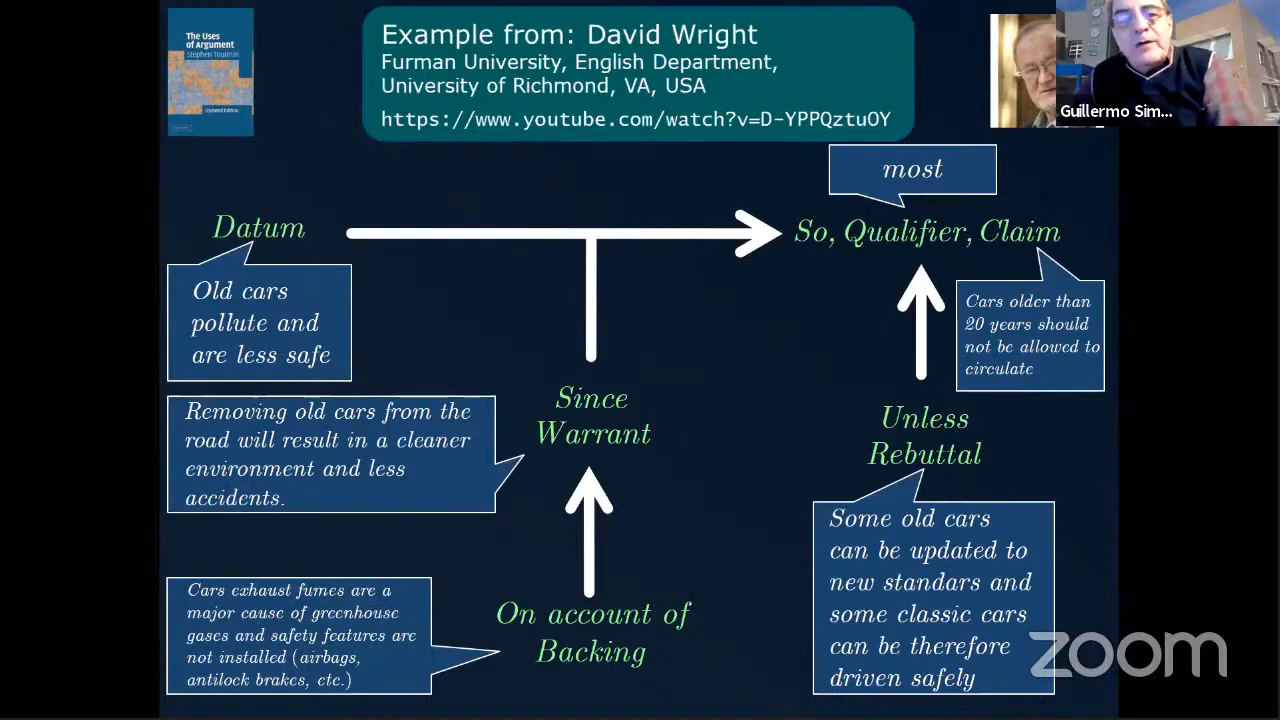 The Uses
of Argument
Stephen Toulmin
Updated Edition
Example from: David Wright
Furman University, English Department,
University of Richmond, VA, USA
https://www.youtube.com/watch?v=D-YPPQztuOY
Guillermo Sim...
most
Datum
So, Qualifier, Claim
Old cars
pollute and
are less safe
Cars older than
20 years should
not be allowed to
circulate
Since
Warrant
Removing old cars from the
road will result in a cleaner
environment and less
accidents.
Unless
Rebuttal
Some old cars
can be updated to
new standars and
some classic cars
can be therefore
driven safely
Cars exhaust fumes are a
major cause of greenhouse
gases and safety features are
not installed (airbags,
antilock brakes, etc.)
On account of
Backing
zoom